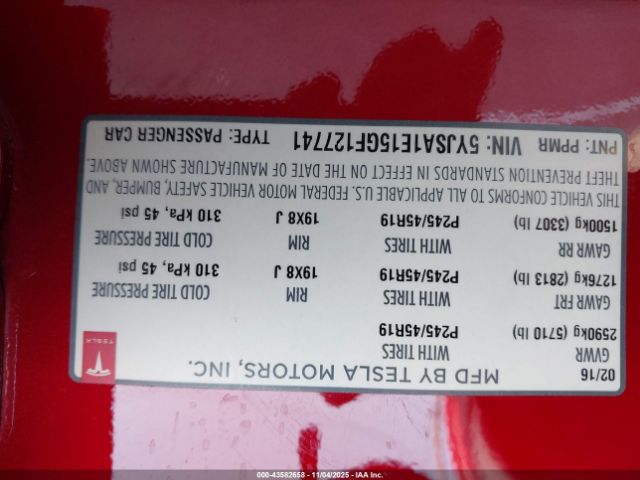 MFD BY TESLA MOTORS, INC.
02/16
TESLA
GVWR
2590kg (5710 lb)
WITH TIRES
P245/45R19
GAWR FRT
1276kg (2813 lb)
WITH TIRES
P245/45R19
RIM
19X8 J
COLD TIRE PRESSURE
310 kPa, 45 psi
GAWR RR
1500kg (3307 lb)
WITH TIRES
P245/45R19
RIM
19X8 J
COLD TIRE PRESSURE
310 kPa, 45 psi
THIS VEHICLE CONFORMS TO ALL APPLICABLE U.S. FEDERAL MOTOR VEHICLE SAFETY, BUMPER, AND
THEFT PREVENTION STANDARDS IN EFFECT ON THE DATE OF MANUFACTURE SHOWN ABOVE.
PNT: PPMR VIN: 5YJSA1E15GF127741 TYPE: PASSENGER CAR
000-43582658 - 11/04/2025 - IAA Inc.